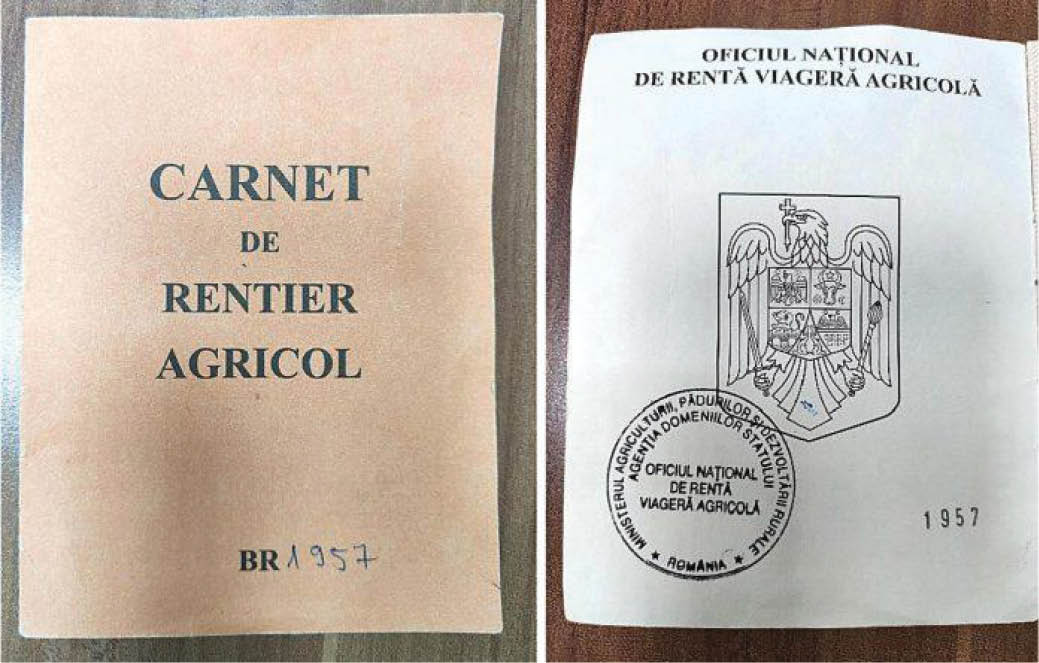 CARNET
DE
RENTIER
AGRICOL
BR 1957
OFICIUL NAȚIONAL
DE RENTĂ VIAGERĂ AGRICOLĂ
MINISTERUL AGRICULTURII, PĂDURILOR ȘI DEZVOLTĂRII RURALE
AGENȚIA DOMENIILOR STATULUI
OFICIUL NAȚIONAL
DE RENTĂ
VIAGERĂ AGRICOLĂ
★ ROMÂNIA ★
1957